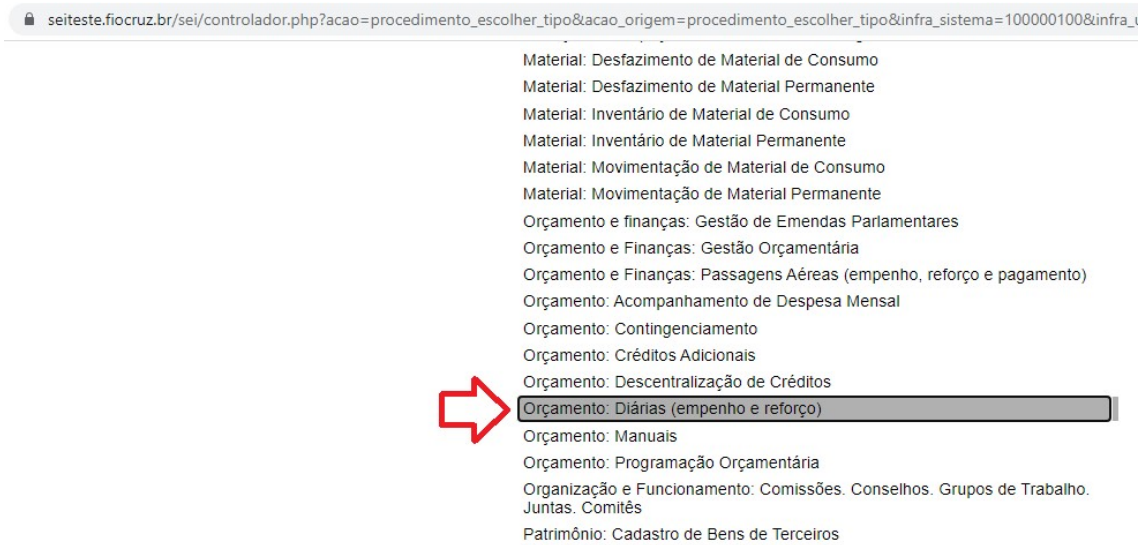 seiteste.fiocruz.br/sei/controlador.php?acao=procedimento_escolher_tipo&acao_origem=procedimento_escolher_tipo&infra_sistema=100000100&infra_u
Material: Desfazimento de Material de Consumo
Material: Desfazimento de Material Permanente
Material: Inventário de Material de Consumo
Material: Inventário de Material Permanente
Material: Movimentação de Material de Consumo
Material: Movimentação de Material Permanente
Orçamento e finanças: Gestão de Emendas Parlamentares
Orçamento e Finanças: Gestão Orçamentária
Orçamento e Finanças: Passagens Aéreas (empenho, reforço e pagamento)
Orçamento: Acompanhamento de Despesa Mensal
Orçamento: Contingenciamento
Orçamento: Créditos Adicionais
Orçamento: Descentralização de Créditos
Orçamento: Diárias (empenho e reforço)
Orçamento: Manuais
Orçamento: Programação Orçamentária
Organização e Funcionamento: Comissões. Conselhos. Grupos de Trabalho.
Juntas. Comitês
Patrimônio: Cadastro de Bens de Terceiros